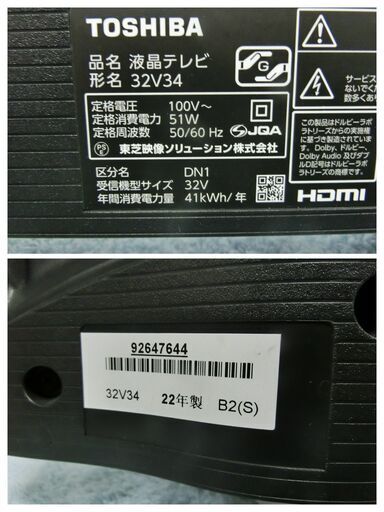 TOSHIBA
品名 液晶テレビ
形名 32V34
定格電圧 100V～
定格消費電力 51W
定格周波数 50/60 Hz
PS
E
G
JQA
東芝映像ソリューション株式会社
区分名 DN1
受信機型サイズ 32V
年間消費電力量 41kWh/年
サービス
ないでくだ
数多くあり
この製品はドルビーラボ
ラトリーズからの実施権
に基づき製造されています。
Dolby、ドルビー、
Dolby Audio 及びダブ
ルD記号はドルビーラボ
ラトリーズの商標です。
HDMI
92647644
32V34 22年製 B2(S)